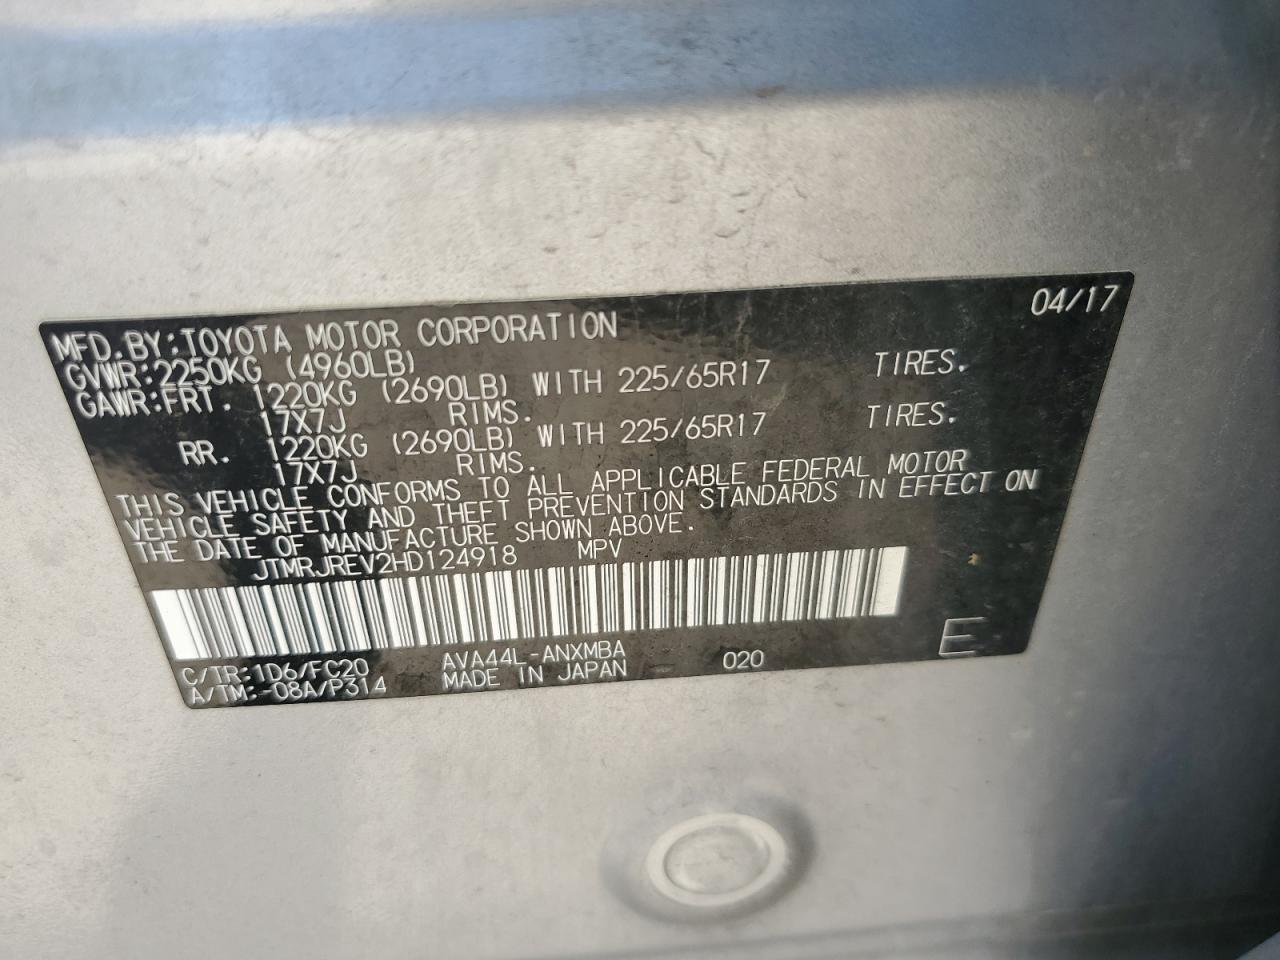 04/17
MFD.BY:TOYOTA MOTOR CORPORATION
GVWR:2250KG (4960LB)
GAWR:FRT. 1220KG (2690LB) WITH 225/65R17 TIRES.
17X7J RIMS.
RR. 1220KG (2690LB) WITH 225/65R17 TIRES.
17X7J RIMS.
THIS VEHICLE CONFORMS TO ALL APPLICABLE FEDERAL MOTOR
VEHICLE SAFETY AND THEFT PREVENTION STANDARDS IN EFFECT ON
THE DATE OF MANUFACTURE SHOWN ABOVE.
JTMRJREV2HD124918 MPV
C/TR:1D6/FC20 AVA44L-ANXMBA 020 E
A/TM:-08A/P314 MADE IN JAPAN